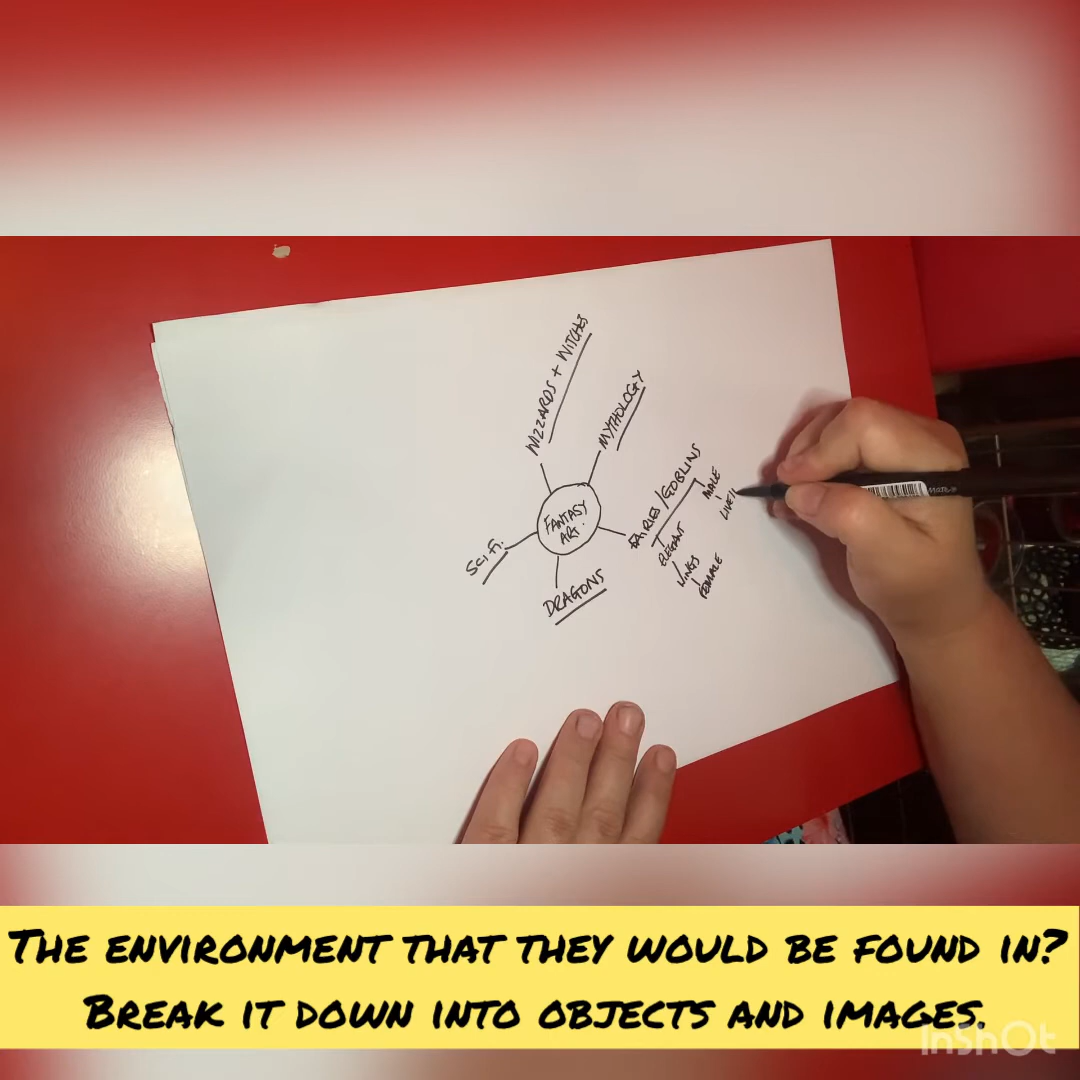 WIZZARDS + WITCHES
MYTHOLOGY
FAIRIES/GOBLINS
MALE
FANTASY
ART.
ELEGANT
WINGS
FEMALE
SCI.FI.
DRAGONS
THE ENVIRONMENT THAT THEY WOULD BE FOUND IN?
BREAK IT DOWN INTO OBJECTS AND IMAGES.
InShOt